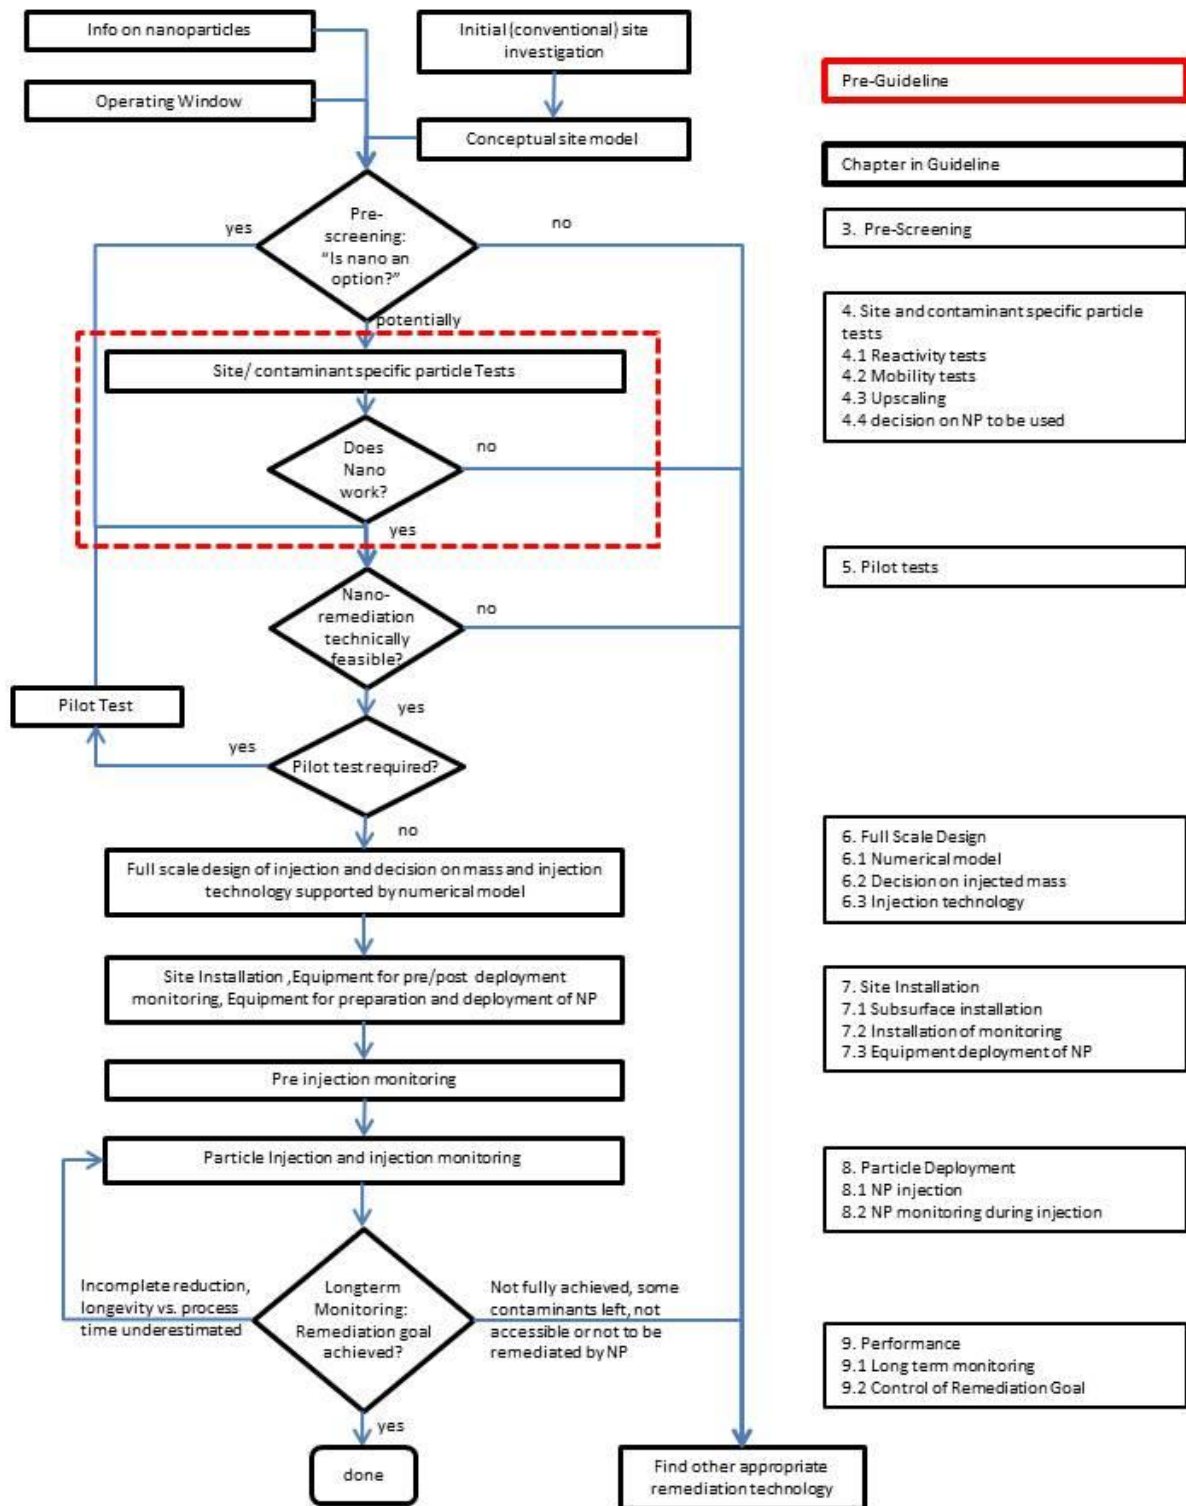 Info on nanoparticles
Initial (conventional) site
investigation
Operating Window
Conceptual site model
Pre-
screening:
“Is nano an
option?”
yes
no
potentially
Site/ contaminant specific particle Tests
Does
Nano
work?
no
yes
Nano-
remediation
technically
feasible?
no
yes
Pilot Test
yes
Pilot test required?
no
Full scale design of injection and decision on mass and injection
technology supported by numerical model
Site Installation ,Equipment for pre/post deployment
monitoring, Equipment for preparation and deployment of NP
Pre injection monitoring
Particle Injection and injection monitoring
Incomplete reduction,
longevity vs. process
time underestimated
Longterm
Monitoring:
Remediation goal
achieved?
Not fully achieved, some
contaminants left, not
accessible or not to be
remediated by NP
yes
done
Find other appropriate
remediation technology
Pre-Guideline
Chapter in Guideline
3. Pre-Screening
4. Site and contaminant specific particle
tests
4.1 Reactivity tests
4.2 Mobility tests
4.3 Upscaling
4.4 decision on NP to be used
5. Pilot tests
6. Full Scale Design
6.1 Numerical model
6.2 Decision on injected mass
6.3 Injection technology
7. Site Installation
7.1 Subsurface installation
7.2 Installation of monitoring
7.3 Equipment deployment of NP
8. Particle Deployment
8.1 NP injection
8.2 NP monitoring during injection
9. Performance
9.1 Long term monitoring
9.2 Control of Remediation Goal